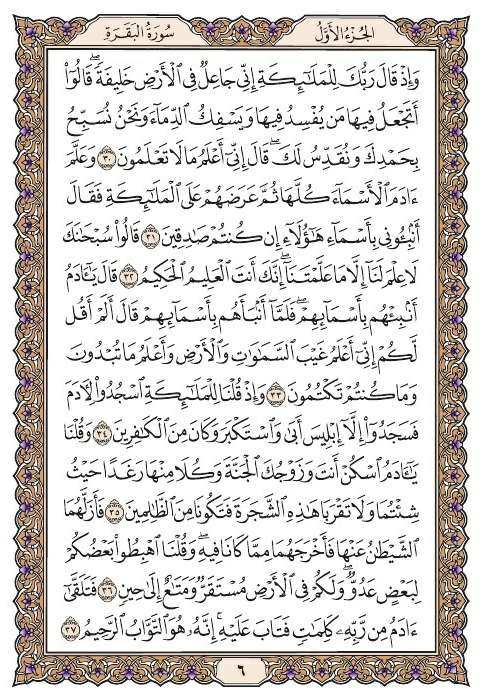 الجزء الأول
سورة البقرة
وَإِذْ قَالَ رَبُّكَ لِلْمَلَٰٓئِكَةِ إِنِّي جَاعِلٌ فِي ٱلْأَرْضِ خَلِيفَةً ۖ قَالُوٓا۟
أَتَجْعَلُ فِيهَا مَن يُفْسِدُ فِيهَا وَيَسْفِكُ ٱلدِّمَآءَ وَنَحْنُ نُسَبِّحُ
بِحَمْدِكَ وَنُقَدِّسُ لَكَ ۖ قَالَ إِنِّيٓ أَعْلَمُ مَا لَا تَعْلَمُونَ ٣٠ وَعَلَّمَ
ءَادَمَ ٱلْأَسْمَآءَ كُلَّهَا ثُمَّ عَرَضَهُمْ عَلَى ٱلْمَلَٰٓئِكَةِ فَقَالَ
أَنۢبِـُٔونِي بِأَسْمَآءِ هَٰٓؤُلَآءِ إِن كُنتُمْ صَٰدِقِينَ ٣١ قَالُوا۟ سُبْحَٰنَكَ
لَا عِلْمَ لَنَآ إِلَّا مَا عَلَّمْتَنَآ ۖ إِنَّكَ أَنتَ ٱلْعَلِيمُ ٱلْحَكِيمُ ٣٢ قَالَ يَٰٓـَٔادَمُ
أَنۢبِئْهُم بِأَسْمَآئِهِمْ ۖ فَلَمَّآ أَنۢبَأَهُم بِأَسْمَآئِهِمْ قَالَ أَلَمْ أَقُل
لَّكُمْ إِنِّيٓ أَعْلَمُ غَيْبَ ٱلسَّمَٰوَٰتِ وَٱلْأَرْضِ وَأَعْلَمُ مَا تُبْدُونَ
وَمَا كُنتُمْ تَكْتُمُونَ ٣٣ وَإِذْ قُلْنَا لِلْمَلَٰٓئِكَةِ ٱسْجُدُوا۟ لِءَادَمَ
فَسَجَدُوٓا۟ إِلَّآ إِبْلِيسَ أَبَىٰ وَٱسْتَكْبَرَ وَكَانَ مِنَ ٱلْكَٰفِرِينَ ٣٤ وَقُلْنَا
يَٰٓـَٔادَمُ ٱسْكُنْ أَنتَ وَزَوْجُكَ ٱلْجَنَّةَ وَكُلَا مِنْهَا رَغَدًا حَيْثُ
شِئْتُمَا وَلَا تَقْرَبَا هَٰذِهِ ٱلشَّجَرَةَ فَتَكُونَا مِنَ ٱلظَّٰلِمِينَ ٣٥ فَأَزَلَّهُمَا
ٱلشَّيْطَٰنُ عَنْهَا فَأَخْرَجَهُمَا مِمَّا كَانَا فِيهِ ۖ وَقُلْنَا ٱهْبِطُوا۟ بَعْضُكُمْ
لِبَعْضٍ عَدُوٌّ ۖ وَلَكُمْ فِي ٱلْأَرْضِ مُسْتَقَرٌّ وَمَتَٰعٌ إِلَىٰ حِينٍ ٣٦ فَتَلَقَّىٰٓ
ءَادَمُ مِن رَّبِّهِۦ كَلِمَٰتٍ فَتَابَ عَلَيْهِ ۚ إِنَّهُۥ هُوَ ٱلتَّوَّابُ ٱلرَّحِيمُ ٣٧
٦